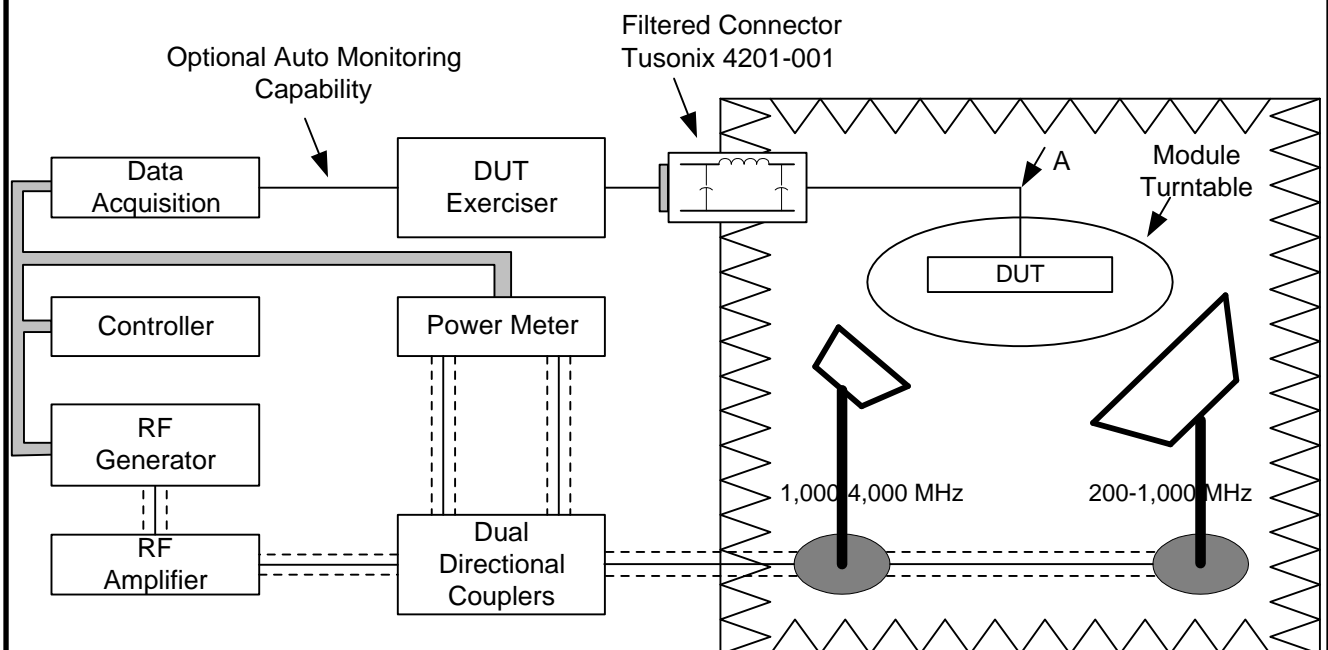 Filtered Connector
Tusonix 4201-001
Optional Auto Monitoring
Capability
Data
Acquisition
DUT
Exerciser
A
Module
Turntable
DUT
Controller
Power Meter
RF
Generator
1,000-4,000 MHz
200-1,000 MHz
RF
Amplifier
Dual
Directional
Couplers